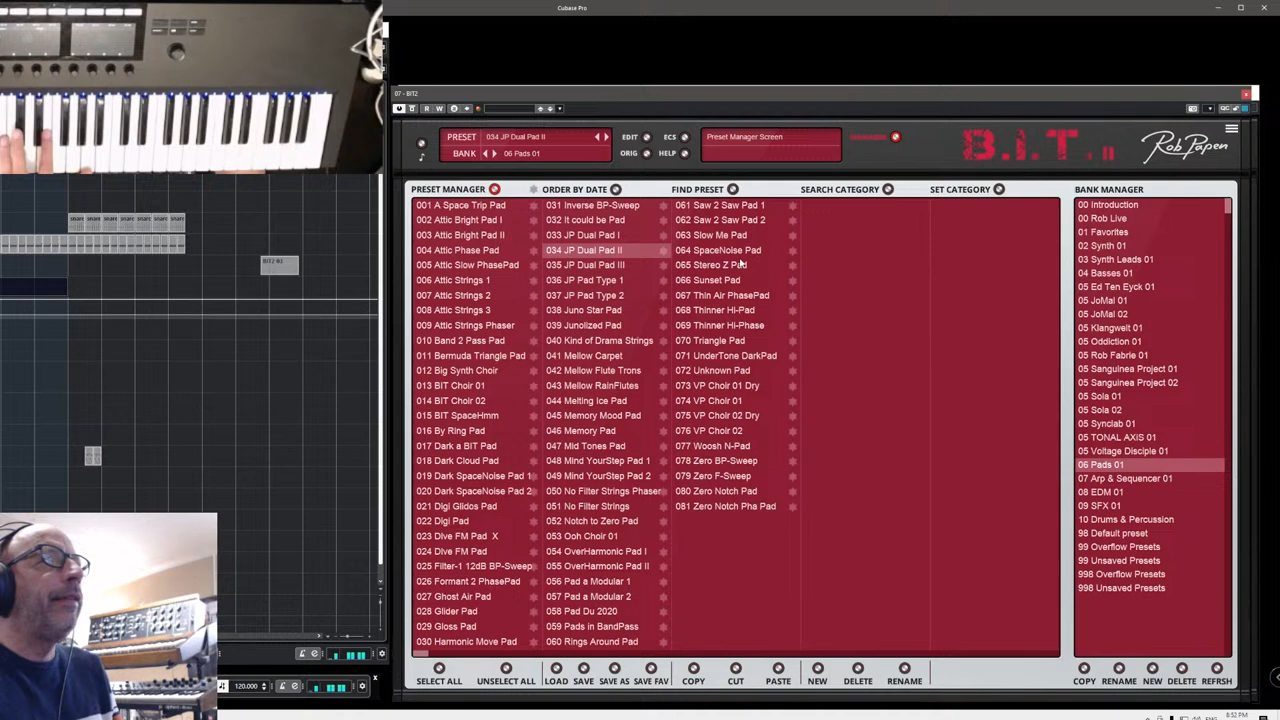 Cubase Pro
07 - BIT2
R W
QC
PRESET 034 JP Dual Pad II
BANK 06 Pads 01
EDIT ECS
ORIG HELP
Preset Manager Screen
MANAGER
B.I.T. II
Rob Papen
PRESET MANAGER ORDER BY DATE FIND PRESET SEARCH CATEGORY SET CATEGORY BANK MANAGER
001 A Space Trip Pad
002 Attic Bright Pad I
003 Attic Bright Pad II
004 Attic Phase Pad
005 Attic Slow PhasePad
006 Attic Strings 1
007 Attic Strings 2
008 Attic Strings 3
009 Attic Strings Phaser
010 Band 2 Pass Pad
011 Bermuda Triangle Pad
012 Big Synth Choir
013 BIT Choir 01
014 BIT Choir 02
015 BIT SpaceHmm
016 By Ring Pad
017 Dark a BIT Pad
018 Dark Cloud Pad
019 Dark SpaceNoise Pad 1
020 Dark SpaceNoise Pad 2
021 Digi Glidos Pad
022 Digi Pad
023 DIve FM Pad X
024 DIve FM Pad
025 Filter-1 12dB BP-Sweep
026 Formant 2 PhasePad
027 Ghost Air Pad
028 Glider Pad
029 Gloss Pad
030 Harmonic Move Pad
031 Inverse BP-Sweep
032 It could be Pad
033 JP Dual Pad I
034 JP Dual Pad II
035 JP Dual Pad III
036 JP Pad Type 1
037 JP Pad Type 2
038 Juno Star Pad
039 Junolized Pad
040 Kind of Drama Strings
041 Mellow Carpet
042 Mellow Flute Trons
043 Mellow RainFlutes
044 Melting Ice Pad
045 Memory Mood Pad
046 Memory Pad
047 Mid Tones Pad
048 Mind YourStep Pad 1
049 Mind YourStep Pad 2
050 No Filter Strings Phaser
051 No Filter Strings
052 Notch to Zero Pad
053 Ooh Choir 01
054 OverHarmonic Pad I
055 OverHarmonic Pad II
056 Pad a Modular 1
057 Pad a Modular 2
058 Pad Du 2020
059 Pads in BandPass
060 Rings Around Pad
061 Saw 2 Saw Pad 1
062 Saw 2 Saw Pad 2
063 Slow Me Pad
064 SpaceNoise Pad
065 Stereo Z Pad
066 Sunset Pad
067 Thin Air PhasePad
068 Thinner Hi-Pad
069 Thinner Hi-Phase
070 Triangle Pad
071 UnderTone DarkPad
072 Unknown Pad
073 VP Choir 01 Dry
074 VP Choir 01
075 VP Choir 02 Dry
076 VP Choir 02
077 Woosh N-Pad
078 Zero BP-Sweep
079 Zero F-Sweep
080 Zero Notch Pad
081 Zero Notch Pha Pad
00 Introduction
00 Rob Live
01 Favorites
02 Synth 01
03 Synth Leads 01
04 Basses 01
05 Ed Ten Eyck 01
05 JoMal 01
05 JoMal 02
05 Klangwelt 01
05 Oddiction 01
05 Rob Fabrie 01
05 Sanguinea Project 01
05 Sanguinea Project 02
05 Sola 01
05 Sola 02
05 Synclab 01
05 TONAL AXiS 01
05 Voltage Disciple 01
06 Pads 01
07 Arp & Sequencer 01
08 EDM 01
09 SFX 01
10 Drums & Percussion
98 Default preset
99 Overflow Presets
99 Unsaved Presets
998 Overflow Presets
998 Unsaved Presets
SELECT ALL UNSELECT ALL LOAD SAVE SAVE AS SAVE FAV COPY CUT PASTE NEW DELETE RENAME COPY RENAME NEW DELETE REFRSH
BIT2 03
120.000
ENG
8:52 PM